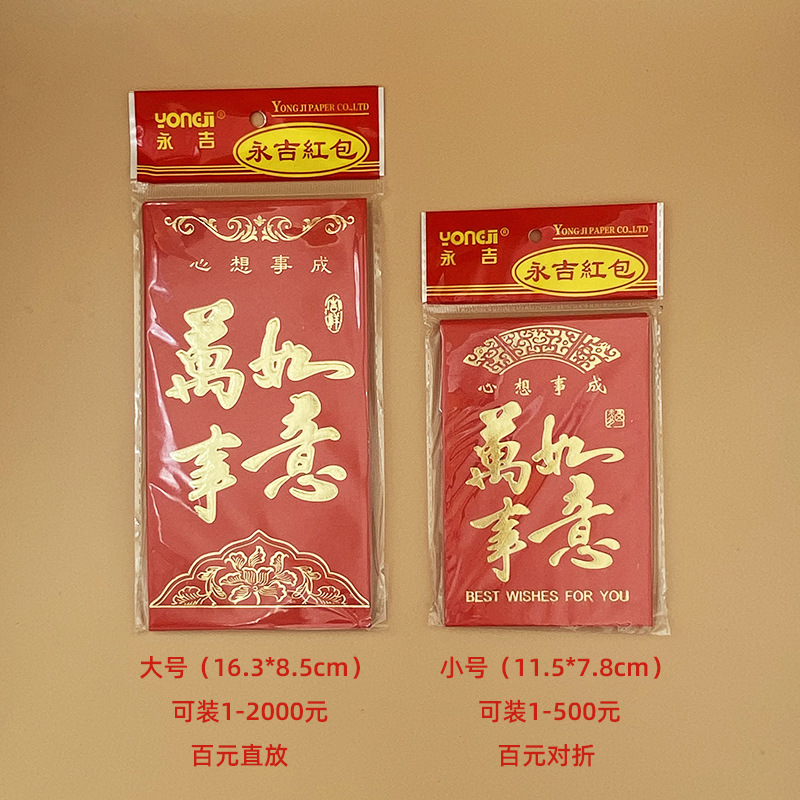 YONGJI®
永吉
YONG JI PAPER CO.,LTD
永吉紅包
心想事成
萬事如意
YONGJI®
永吉
YONG JI PAPER CO.,LTD
永吉紅包
心想事成
萬事如意
BEST WISHES FOR YOU
大号（16.3*8.5cm）
可装1-2000元
百元直放
小号（11.5*7.8cm）
可装1-500元
百元对折